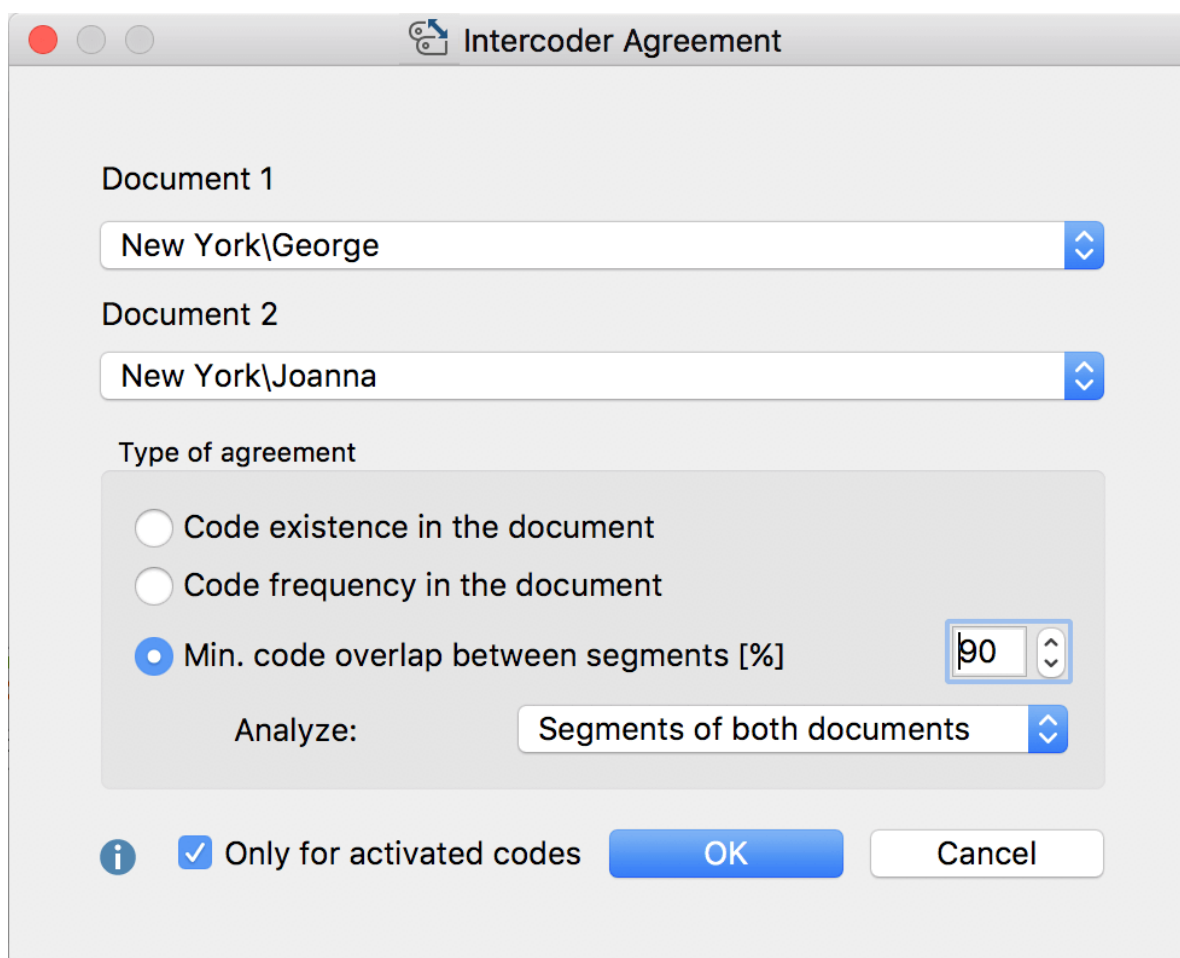 Intercoder Agreement
Document 1
New York\George
Document 2
New York\Joanna
Type of agreement
Code existence in the document
Code frequency in the document
Min. code overlap between segments [%] 90
Analyze: Segments of both documents
Only for activated codes OK Cancel